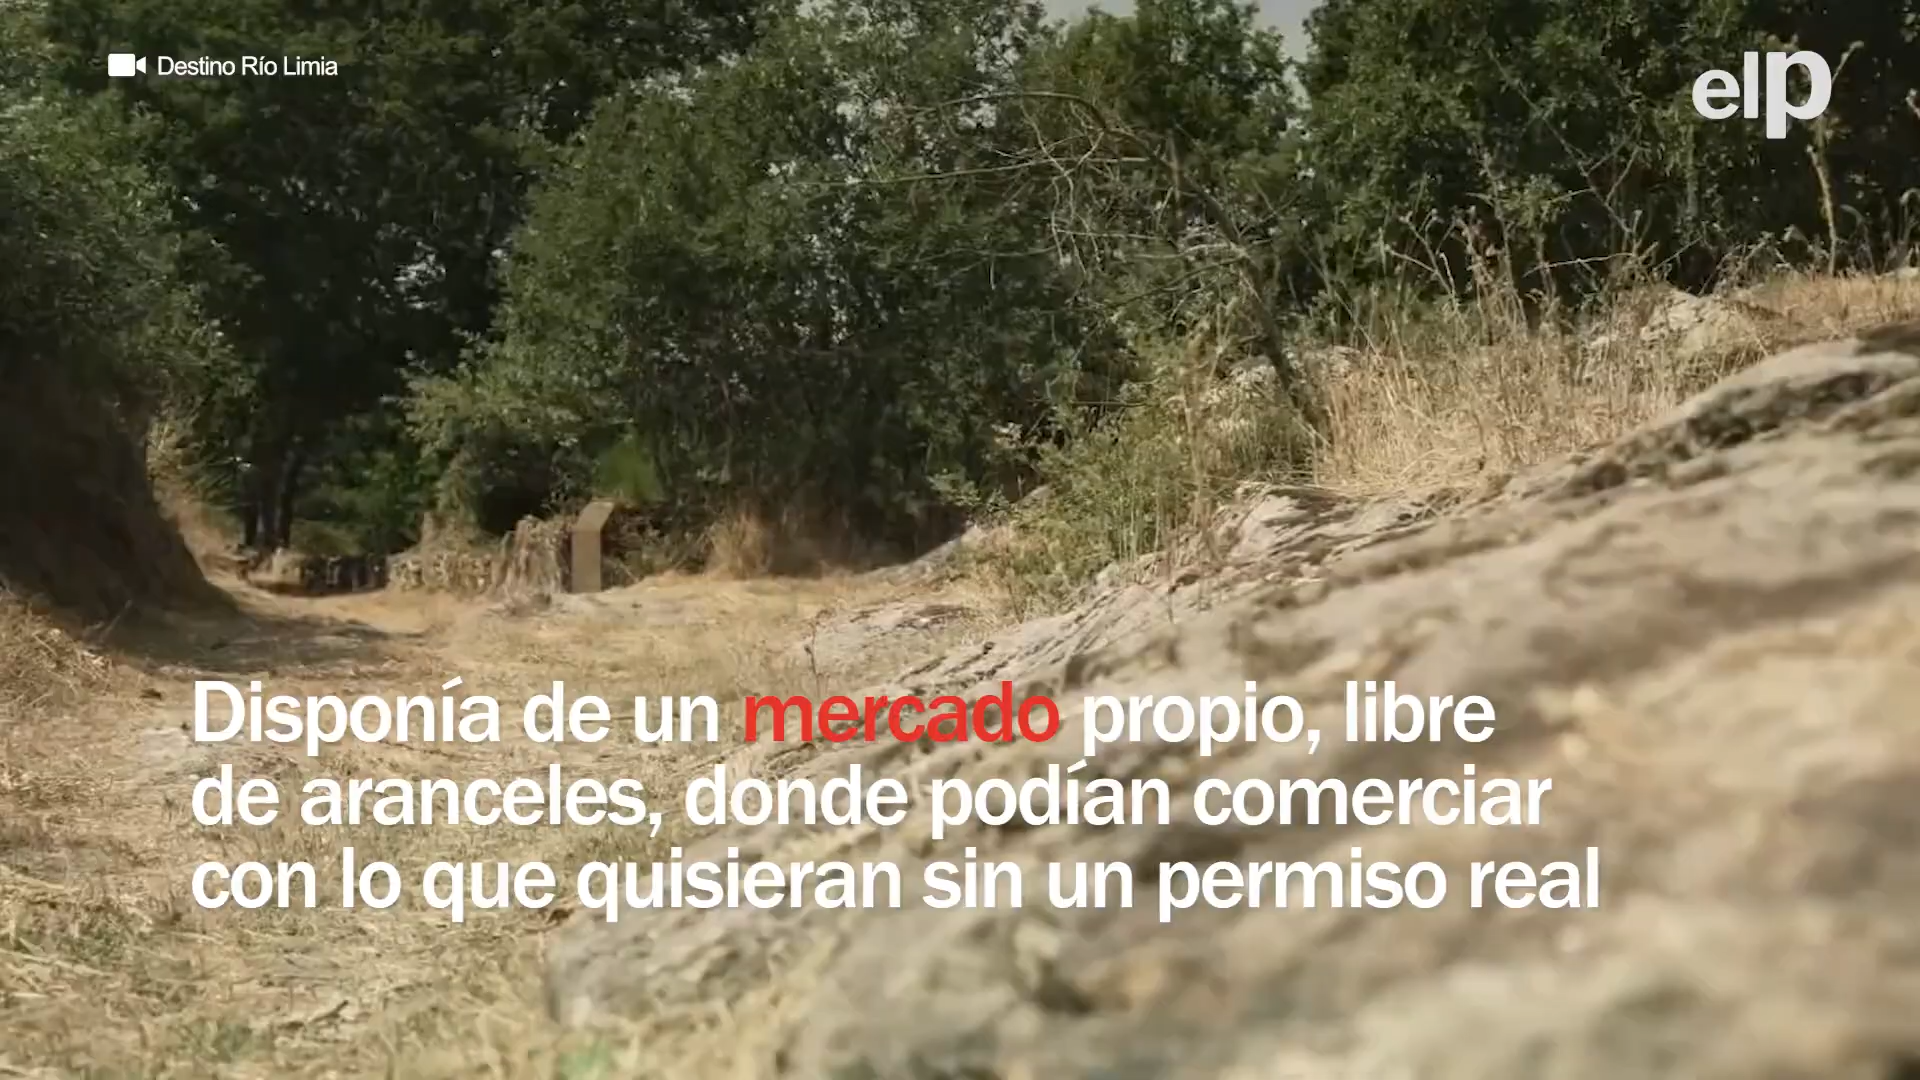 Destino Río Limia
elp
Disponía de un mercado propio, libre
de aranceles, donde podían comerciar
con lo que quisieran sin un permiso real